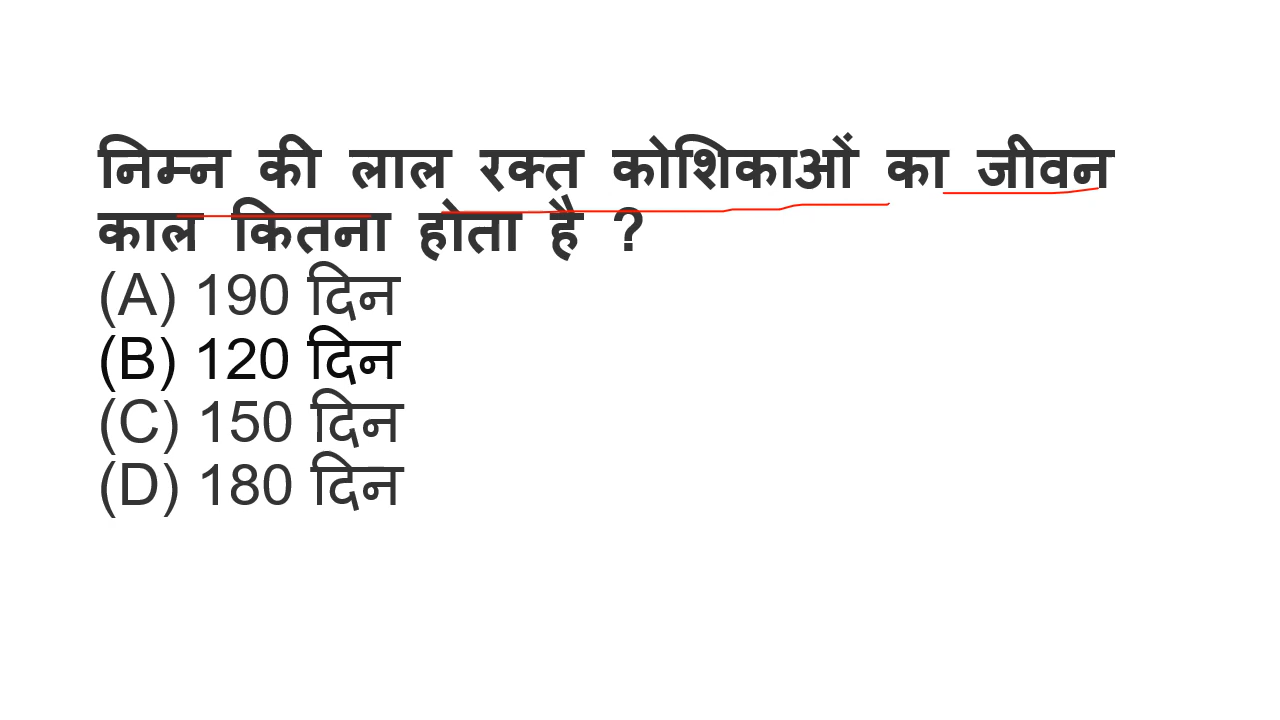 निम्न की लाल रक्त कोशिकाओं का जीवन
काल कितना होता है ?
(A) 190 दिन
(B) 120 दिन
(C) 150 दिन
(D) 180 दिन